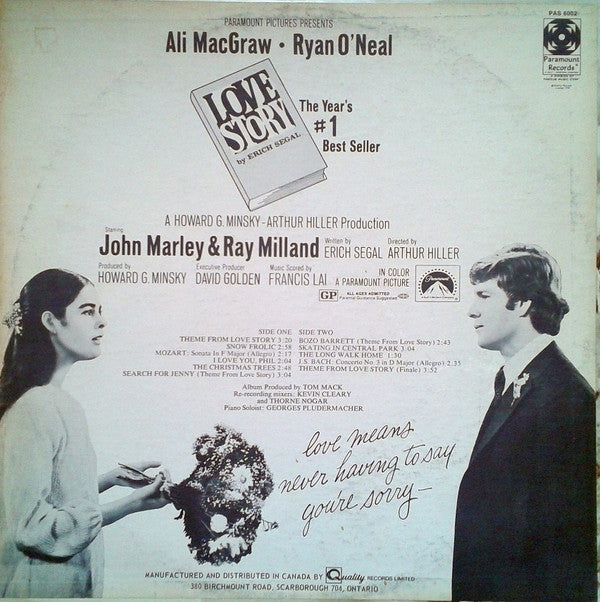 PARAMOUNT PICTURES PRESENTS
PAS 6002
Ali MacGraw • Ryan O'Neal
Paramount
Records
LOVE
STORY
by ERICH SEGAL
The Year's
#1
Best Seller
A HOWARD G. MINSKY-ARTHUR HILLER Production
Starring
John Marley & Ray Milland
Written by
ERICH SEGAL
Directed by
ARTHUR HILLER
Produced by
HOWARD G. MINSKY
Executive Producer
DAVID GOLDEN
Music Scored by
FRANCIS LAI
IN COLOR
A PARAMOUNT PICTURE
GP
ALL AGES ADMITTED
Parental Guidance Suggested
Paramount
SIDE ONE
THEME FROM LOVE STORY 3:20
SNOW FROLIC 2:58
MOZART: Sonata In F Major (Allegro) 2:17
I LOVE YOU, PHIL 2:04
THE CHRISTMAS TREES 2:48
SEARCH FOR JENNY (Theme From Love Story) 3:04
SIDE TWO
BOZO BARRETT (Theme From Love Story) 2:43
SKATING IN CENTRAL PARK 3:04
THE LONG WALK HOME 1:30
J.S. BACH: Concerto No. 3 in D Major (Allegro) 2:35
THEME FROM LOVE STORY (Finale) 3:52
Album Produced by TOM MACK
Re-recording mixers: KEVIN CLEARY
and THORNE NOGAR
Piano Soloist: GEORGES PLUDERMACHER
love means
never having to say
you're sorry—
MANUFACTURED AND DISTRIBUTED IN CANADA BY Quality RECORDS LIMITED
380 BIRCHMOUNT ROAD, SCARBOROUGH 704, ONTARIO